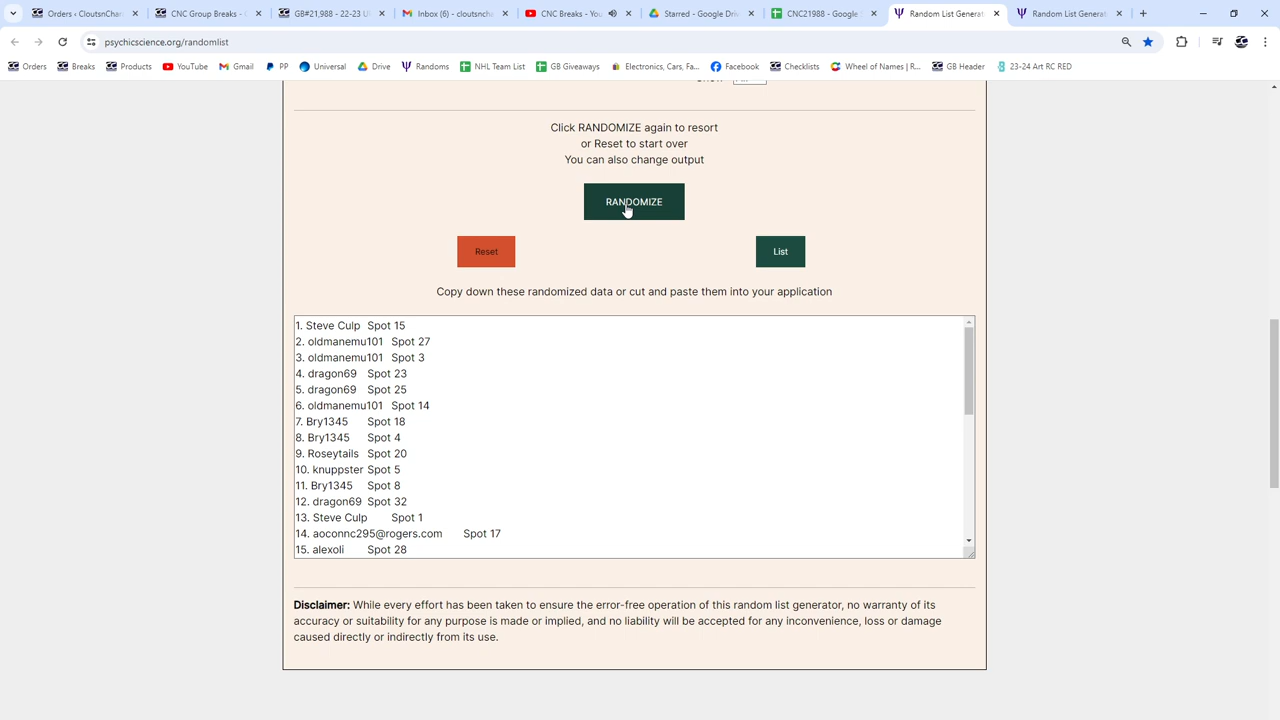 Orders ‹ CloutsnChan
CNC Group Breaks - C
GB#21,988 - 22-23 U
Inbox (6) - cloutsnch
CNC Breaks - You
Starred - Google Dri
CNC21988 - Google S
Random List Generat
Random List Generat
psychicscience.org/randomlist
Orders
Breaks
Products
YouTube
Gmail
PP
Universal
Drive
Randoms
NHL Team List
GB Giveaways
Electronics, Cars, Fa...
Facebook
Checklists
Wheel of Names | R...
GB Header
23-24 Art RC RED
Click RANDOMIZE again to resort
or Reset to start over
You can also change output
RANDOMIZE
Reset
List
Copy down these randomized data or cut and paste them into your application
1. Steve Culp Spot 15
2. oldmanemu101 Spot 27
3. oldmanemu101 Spot 3
4. dragon69 Spot 23
5. dragon69 Spot 25
6. oldmanemu101 Spot 14
7. Bry1345 Spot 18
8. Bry1345 Spot 4
9. Roseytails Spot 20
10. knuppster Spot 5
11. Bry1345 Spot 8
12. dragon69 Spot 32
13. Steve Culp Spot 1
14. aoconnc295@rogers.com Spot 17
15. alexoli Spot 28
Disclaimer: While every effort has been taken to ensure the error-free operation of this random list generator, no warranty of its
accuracy or suitability for any purpose is made or implied, and no liability will be accepted for any inconvenience, loss or damage
caused directly or indirectly from its use.